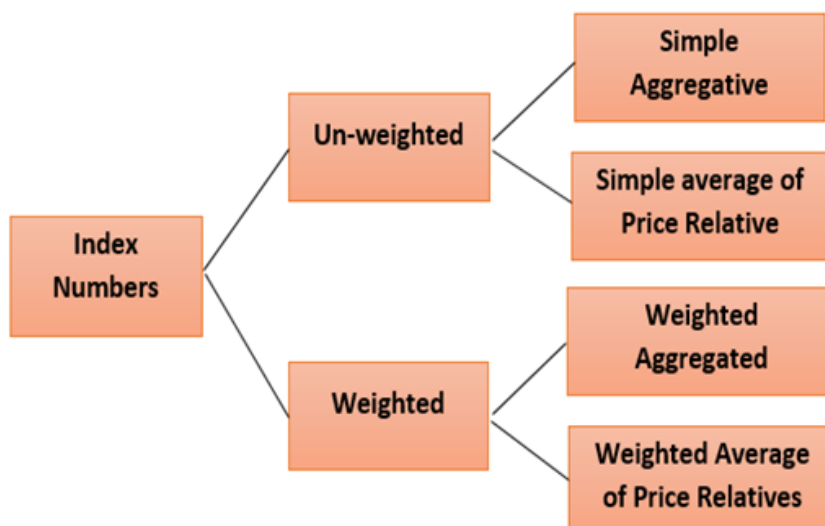 Simple
Aggregative
Un-weighted
Simple average of
Price Relative
Index
Numbers
Weighted
Aggregated
Weighted
Weighted Average
of Price Relatives